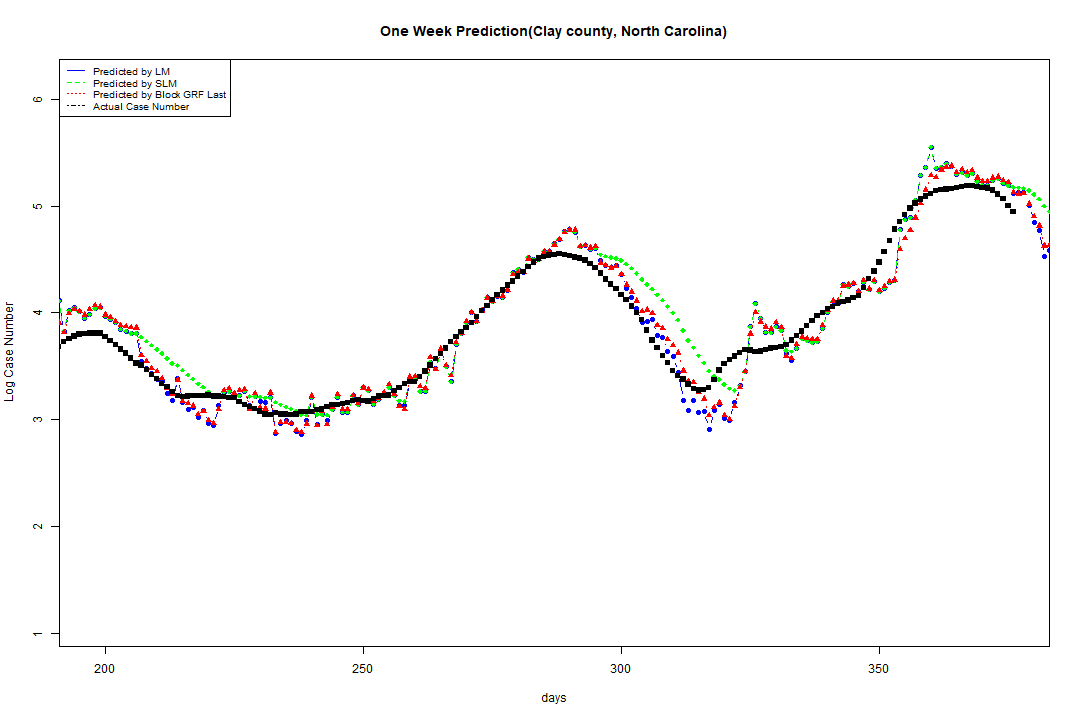 One Week Prediction(Clay county, North Carolina)
Predicted by LM
Predicted by SLM
Predicted by Block GRF Last
Actual Case Number
Log Case Number
6
5
4
3
2
1
200 250 300 350
days